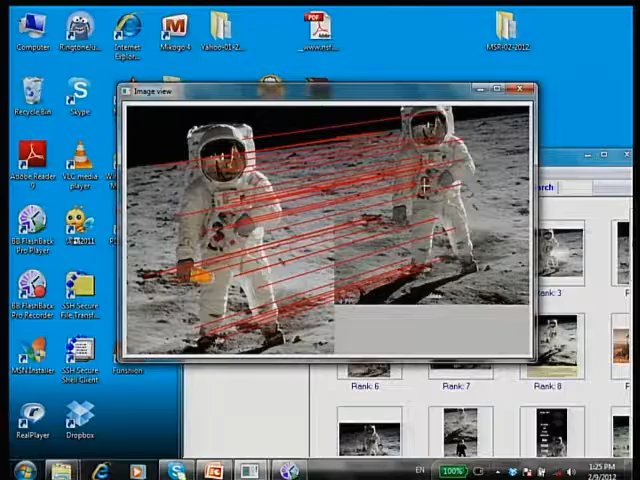 Computer
Internet Explor...
Mikogo 4
Yahoo-01-2...
MSR-02-2012
Image view
Recycle Bin
Skype
Adobe Reader 9
VLC media player
BB FlashBack Pro Player
BB FlashBack Pro Recorder
SSH Secure File Transf...
MSN Installer
SSH Secure Shell Client
Funshion
RealPlayer
Dropbox
Rank: 3
Rank: 6
Rank: 7
Rank: 8
EN
100%
1:25 PM
2/9/2012